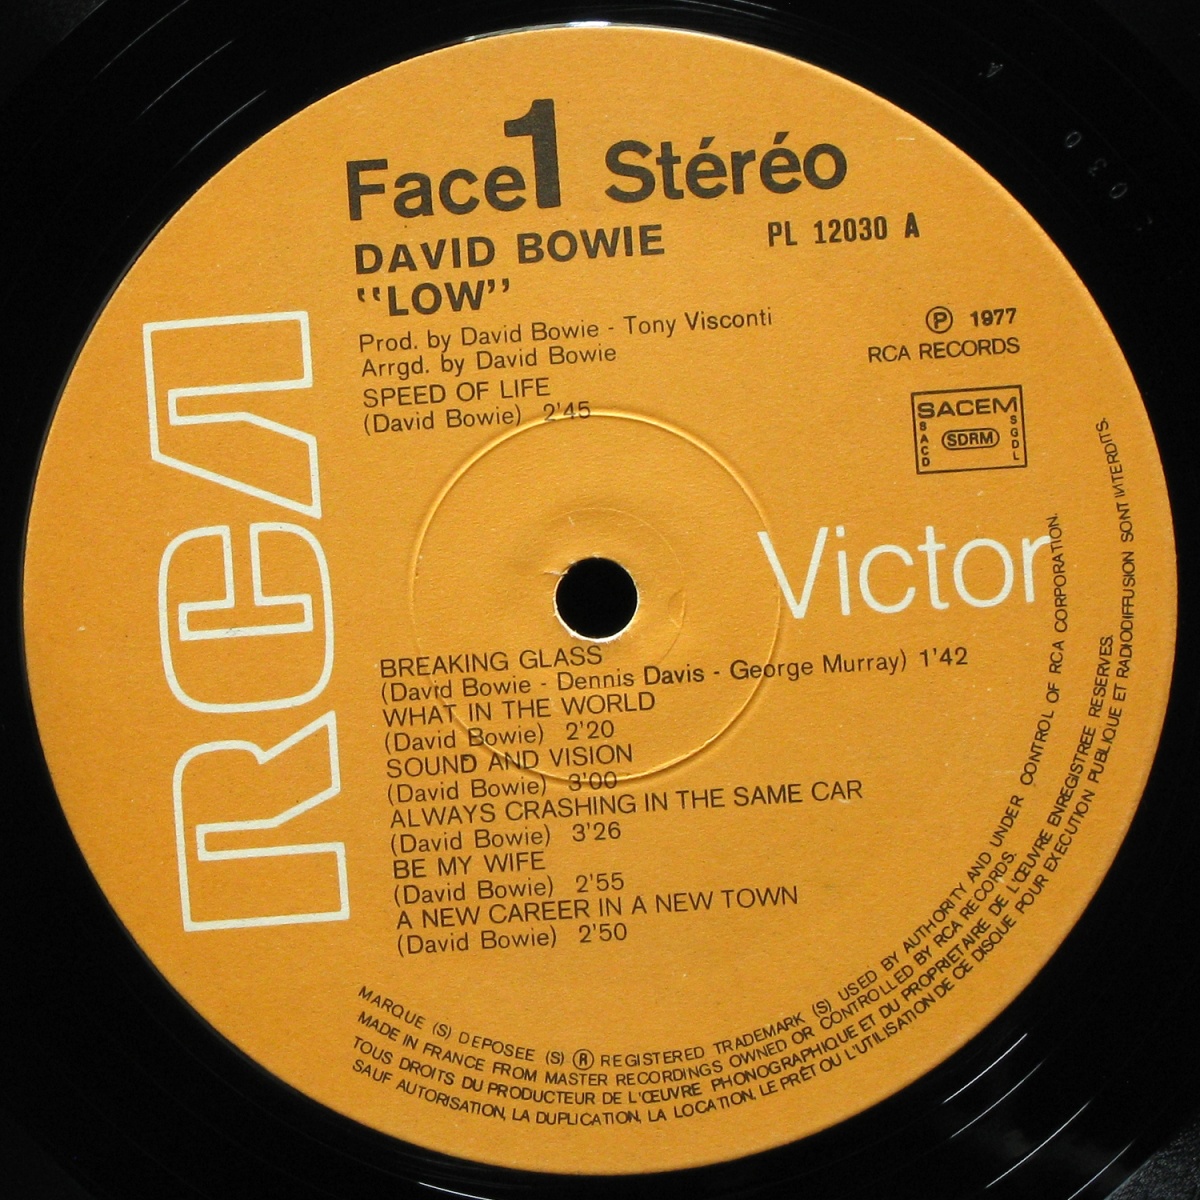 Face 1 Stéréo
DAVID BOWIE
PL 12030 A
"LOW"
Prod. by David Bowie - Tony Visconti
Arrgd. by David Bowie
Ⓟ 1977
RCA RECORDS
SPEED OF LIFE
(David Bowie) 2'45
SACEM
SACD
SDRM
SGDL
RCA
Victor
BREAKING GLASS
(David Bowie - Dennis Davis - George Murray) 1'42
WHAT IN THE WORLD
(David Bowie) 2'20
SOUND AND VISION
(David Bowie) 3'00
ALWAYS CRASHING IN THE SAME CAR
(David Bowie) 3'26
BE MY WIFE
(David Bowie) 2'55
A NEW CAREER IN A NEW TOWN
(David Bowie) 2'50
MARQUE (S) DEPOSEE (S) ® REGISTERED TRADEMARK (S) USED BY AUTHORITY AND UNDER CONTROL OF RCA CORPORATION.
MADE IN FRANCE FROM MASTER RECORDINGS OWNED OR CONTROLLED BY RCA RECORDS.
TOUS DROITS DU PRODUCTEUR DE L'ŒUVRE PHONOGRAPHIQUE ET DU PROPRIETAIRE DE L'ŒUVRE ENREGISTREE RESERVES.
SAUF AUTORISATION, LA DUPLICATION, LA LOCATION, LE PRÊT OU L'UTILISATION DE CE DISQUE POUR EXECUTION PUBLIQUE ET RADIODIFFUSION SONT INTERDITS.